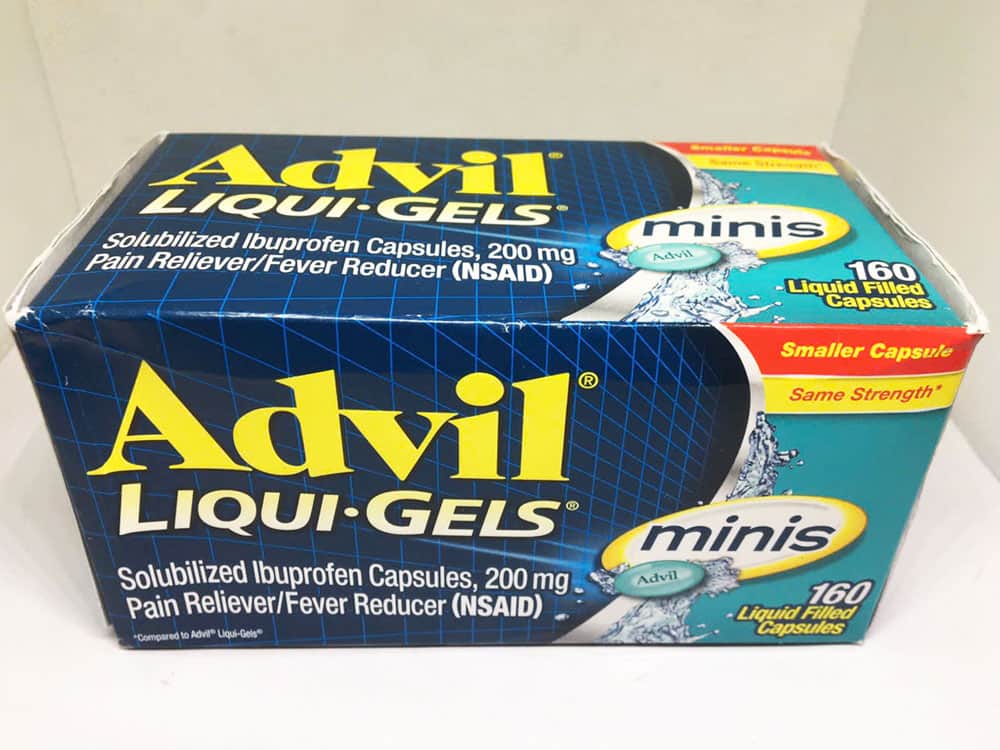 Advil®
LIQUI·GELS®
Solubilized Ibuprofen Capsules, 200 mg
Pain Reliever/Fever Reducer (NSAID)
Smaller Capsule
Same Strength*
minis
Advil
160
Liquid Filled
Capsules
Advil®
LIQUI·GELS®
Solubilized Ibuprofen Capsules, 200 mg
Pain Reliever/Fever Reducer (NSAID)
*Compared to Advil® Liqui-Gels®
Smaller Capsule
Same Strength*
minis
Advil
160
Liquid Filled
Capsules